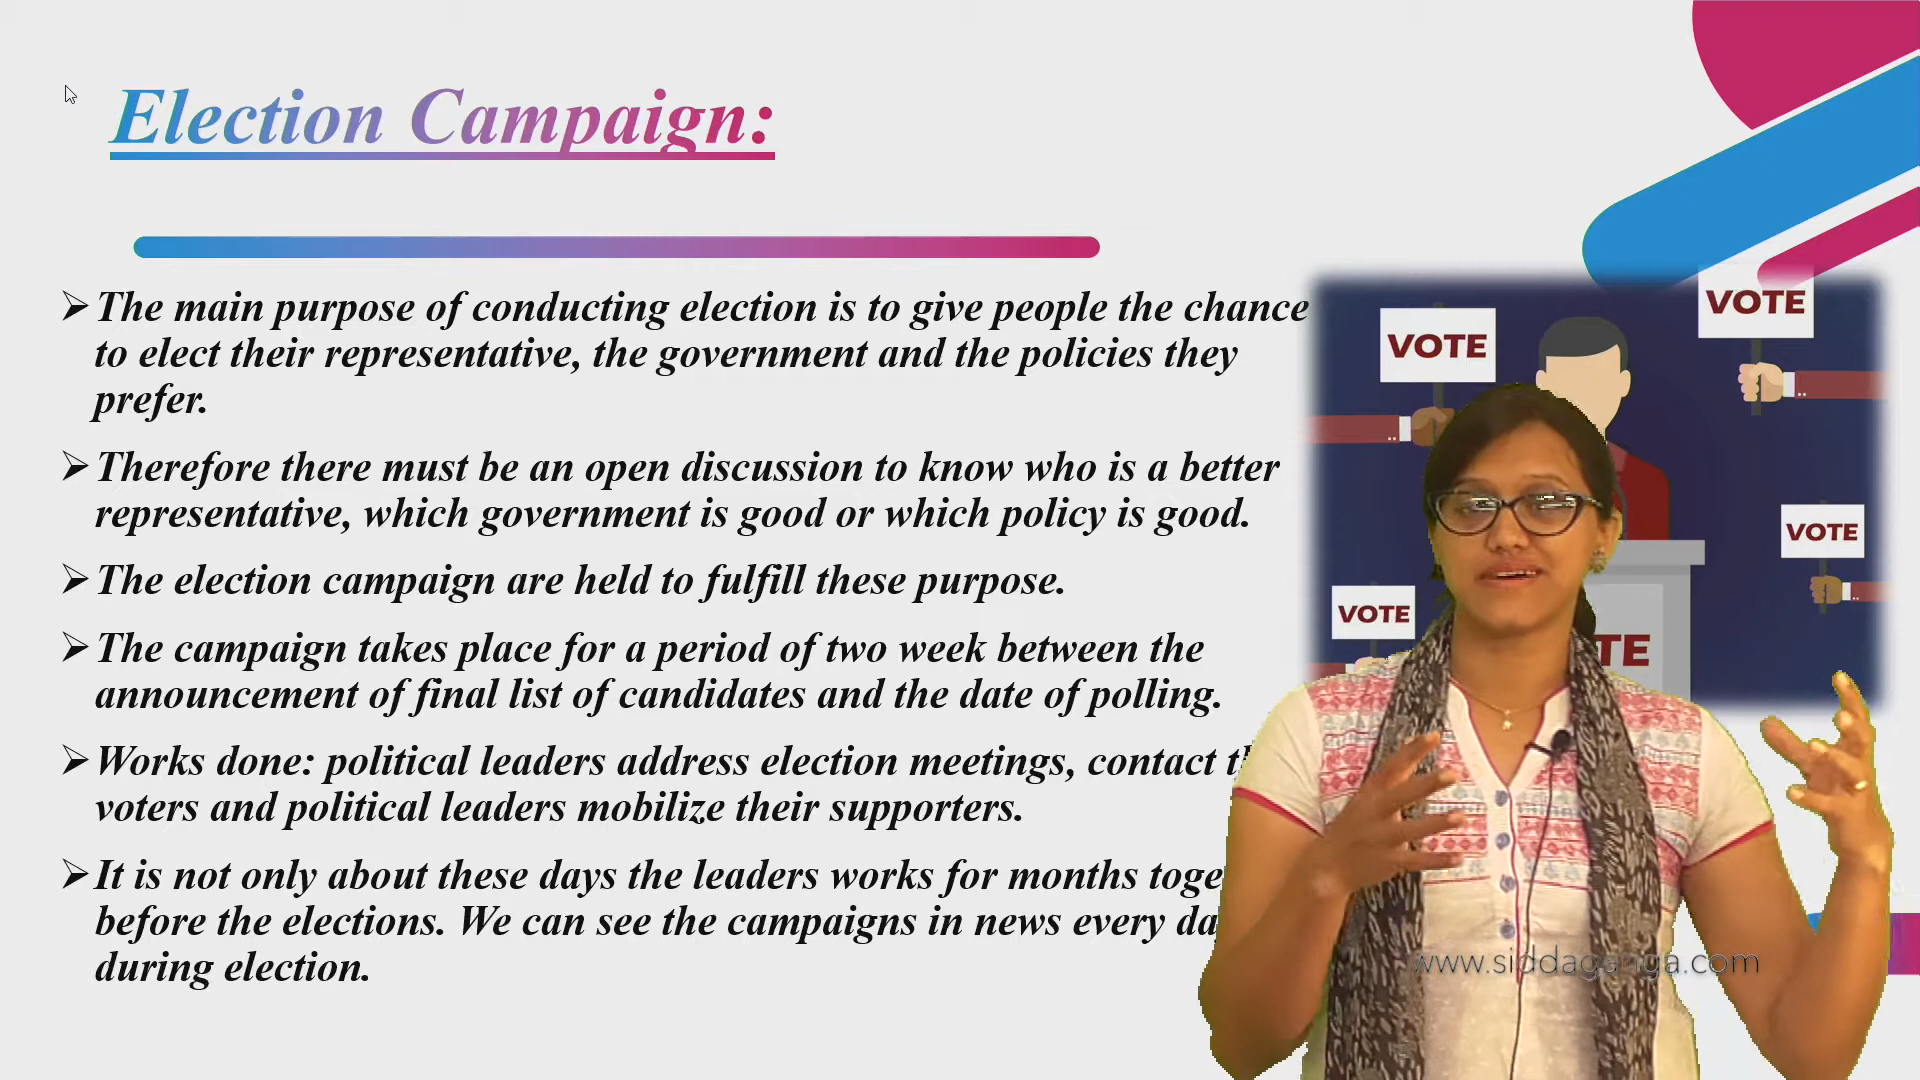 Election Campaign:
The main purpose of conducting election is to give people the chance
to elect their representative, the government and the policies they
prefer.
Therefore there must be an open discussion to know who is a better
representative, which government is good or which policy is good.
The election campaign are held to fulfill these purpose.
The campaign takes place for a period of two week between the
announcement of final list of candidates and the date of polling.
Works done: political leaders address election meetings, contact
voters and political leaders mobilize their supporters.
It is not only about these days the leaders works for months
before the elections. We can see the campaigns in news every
during election.
VOTE
VOTE
VOTE
VOTE
www.siddaganga.com